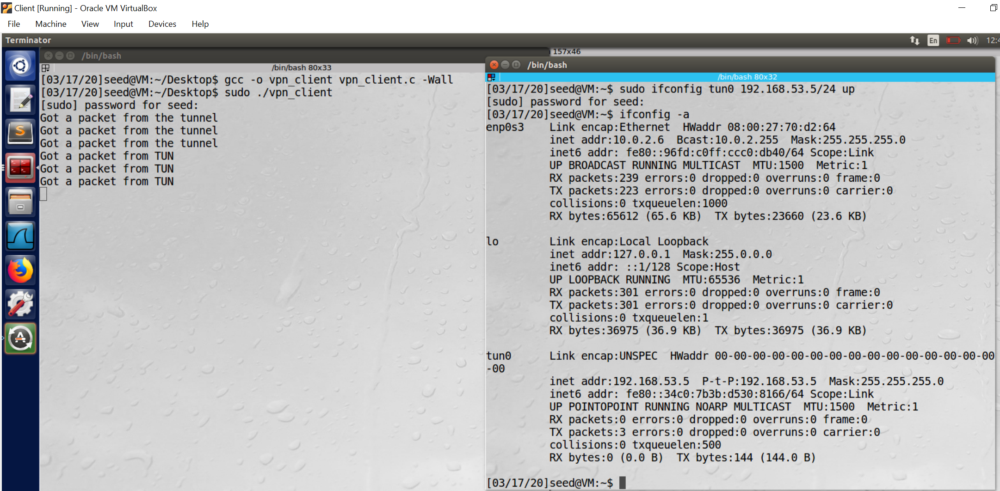 Client [Running] - Oracle VM VirtualBox
File Machine View Input Devices Help
Terminator
En
/bin/bash
157x46
/bin/bash 80x33
[03/17/20]seed@VM:~/Desktop$ gcc -o vpn_client vpn_client.c -Wall
[03/17/20]seed@VM:~/Desktop$ sudo ./vpn_client
[sudo] password for seed:
Got a packet from the tunnel
Got a packet from the tunnel
Got a packet from the tunnel
Got a packet from TUN
Got a packet from TUN
Got a packet from TUN
/bin/bash
/bin/bash 80x32
[03/17/20]seed@VM:~$ sudo ifconfig tun0 192.168.53.5/24 up
[sudo] password for seed:
[03/17/20]seed@VM:~$ ifconfig -a
enp0s3 Link encap:Ethernet HWaddr 08:00:27:70:d2:64
inet addr:10.0.2.6 Bcast:10.0.2.255 Mask:255.255.255.0
inet6 addr: fe80::96fd:c0ff:ccc0:db40/64 Scope:Link
UP BROADCAST RUNNING MULTICAST MTU:1500 Metric:1
RX packets:239 errors:0 dropped:0 overruns:0 frame:0
TX packets:223 errors:0 dropped:0 overruns:0 carrier:0
collisions:0 txqueuelen:1000
RX bytes:65612 (65.6 KB) TX bytes:23660 (23.6 KB)
lo Link encap:Local Loopback
inet addr:127.0.0.1 Mask:255.0.0.0
inet6 addr: ::1/128 Scope:Host
UP LOOPBACK RUNNING MTU:65536 Metric:1
RX packets:301 errors:0 dropped:0 overruns:0 frame:0
TX packets:301 errors:0 dropped:0 overruns:0 carrier:0
collisions:0 txqueuelen:1
RX bytes:36975 (36.9 KB) TX bytes:36975 (36.9 KB)
tun0 Link encap:UNSPEC HWaddr 00-00-00-00-00-00-00-00-00-00-00-00-00-00-00
-00
inet addr:192.168.53.5 P-t-P:192.168.53.5 Mask:255.255.255.0
inet6 addr: fe80::34c0:7b3b:d530:8166/64 Scope:Link
UP POINTOPOINT RUNNING NOARP MULTICAST MTU:1500 Metric:1
RX packets:0 errors:0 dropped:0 overruns:0 frame:0
TX packets:3 errors:0 dropped:0 overruns:0 carrier:0
collisions:0 txqueuelen:500
RX bytes:0 (0.0 B) TX bytes:144 (144.0 B)
[03/17/20]seed@VM:~$